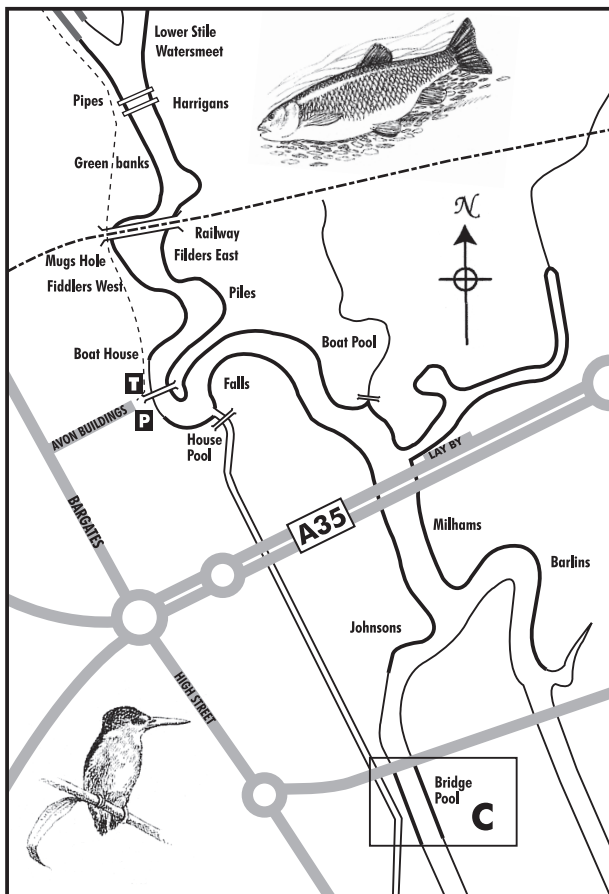 Lower Stile
Watersmeet
Pipes
Harrigans
Green banks
N
Railway
Mugs Hole
Filders East
Fiddlers West
Piles
Boat House
Boat Pool
T
Falls
P
AVON BUILDINGS
House
Pool
LAY BY
BARGATES
A35
Milhams
Barlins
Johnsons
HIGH STREET
Bridge
Pool
C